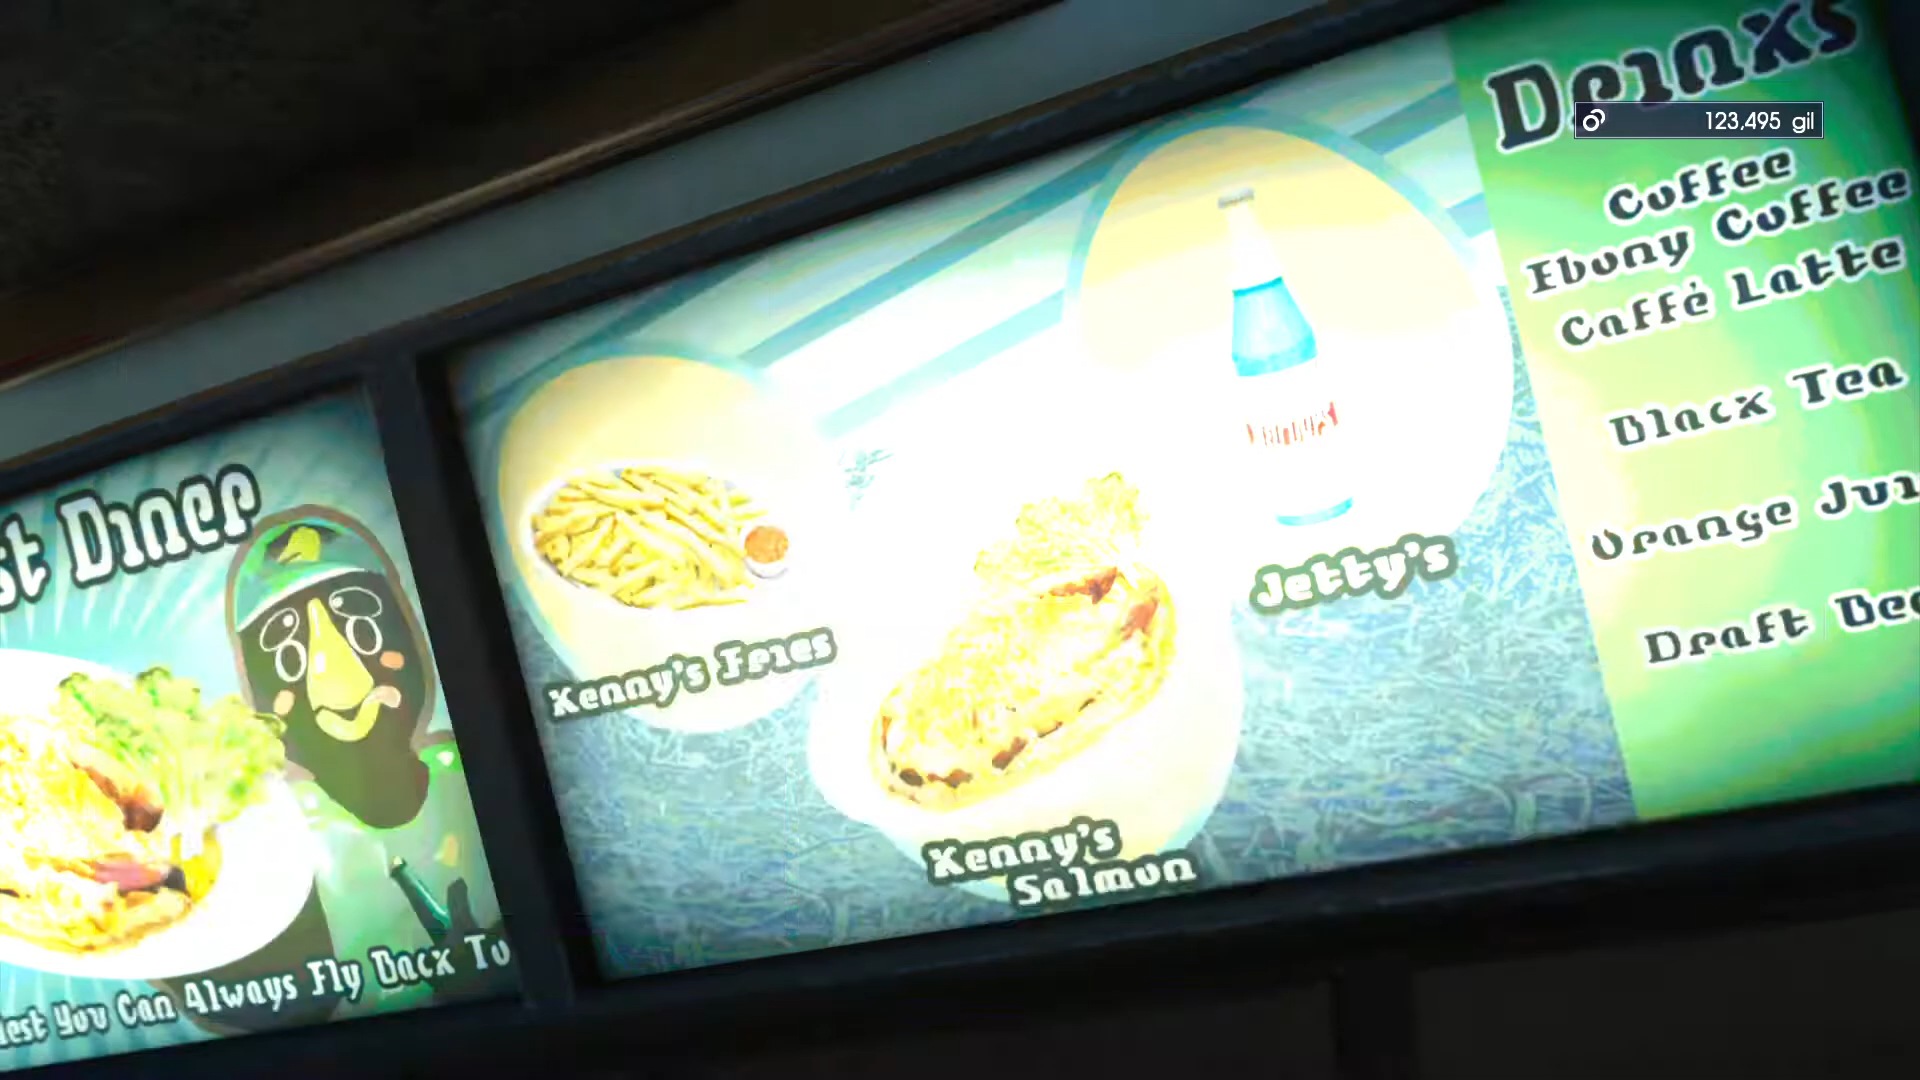 st Diner
est You Can Always Fly Back To
Kenny's Fries
Kenny's
Salmon
Jetty's
Drinks
123,495 gil
Coffee
Ebony Coffee
Caffè Latte
Black Tea
Orange Jui
Draft Bee